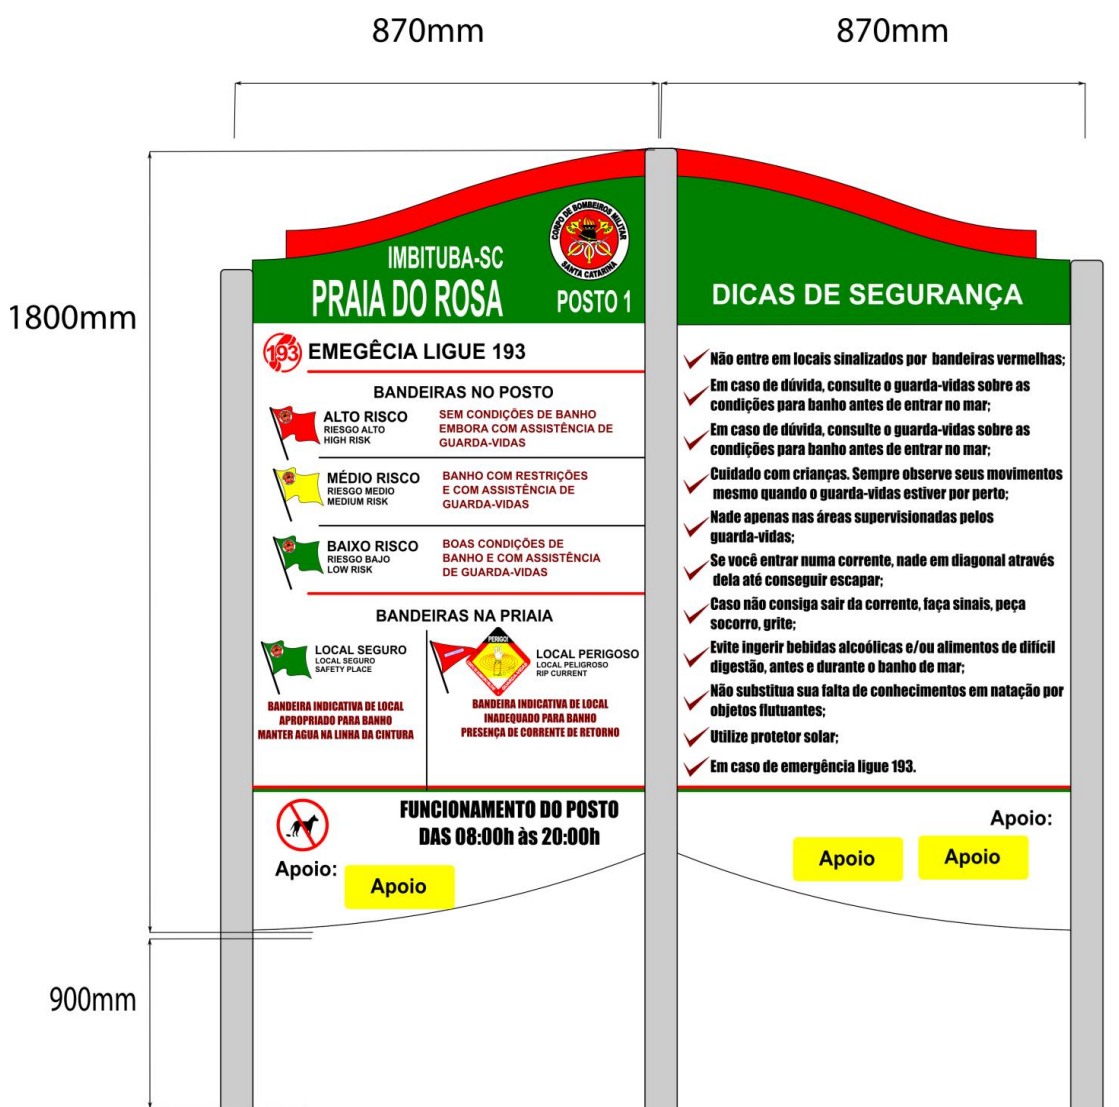 870mm
870mm
1800mm
900mm
CORPO DE BOMBEIROS MILITAR
SANTA CATARINA
IMBITUBA-SC
PRAIA DO ROSA
POSTO 1
193
EMEGÊCIA LIGUE 193
BANDEIRAS NO POSTO
ALTO RISCO
RIESGO ALTO
HIGH RISK
SEM CONDIÇÕES DE BANHO
EMBORA COM ASSISTÊNCIA DE
GUARDA-VIDAS
MÉDIO RISCO
RIESGO MEDIO
MEDIUM RISK
BANHO COM RESTRIÇÕES
E COM ASSISTÊNCIA DE
GUARDA-VIDAS
BAIXO RISCO
RIESGO BAJO
LOW RISK
BOAS CONDIÇÕES DE
BANHO E COM ASSISTÊNCIA
DE GUARDA-VIDAS
BANDEIRAS NA PRIAIA
LOCAL SEGURO
LOCAL SEGURO
SAFETY PLACE
BANDEIRA INDICATIVA DE LOCAL
APROPRIADO PARA BANHO
MANTER AGUA NA LINHA DA CINTURA
PERIGO!
LOCAL PERIGOSO
LOCAL PELIGROSO
RIP CURRENT
BANDEIRA INDICATIVA DE LOCAL
INADEQUADO PARA BANHO
PRESENÇA DE CORRENTE DE RETORNO
FUNCIONAMENTO DO POSTO
DAS 08:00h às 20:00h
Apoio:
Apoio
DICAS DE SEGURANÇA
Não entre em locais sinalizados por bandeiras vermelhas;
Em caso de dúvida, consulte o guarda-vidas sobre as
condições para banho antes de entrar no mar;
Em caso de dúvida, consulte o guarda-vidas sobre as
condições para banho antes de entrar no mar;
Cuidado com crianças. Sempre observe seus movimentos
mesmo quando o guarda-vidas estiver por perto;
Nade apenas nas áreas supervisionadas pelos
guarda-vidas;
Se você entrar numa corrente, nade em diagonal através
dela até conseguir escapar;
Caso não consiga sair da corrente, faça sinais, peça
socorro, grite;
Evite ingerir bebidas alcoólicas e/ou alimentos de difícil
digestão, antes e durante o banho de mar;
Não substitua sua falta de conhecimentos em natação por
objetos flutuantes;
Utilize protetor solar;
Em caso de emergência ligue 193.
Apoio:
Apoio
Apoio